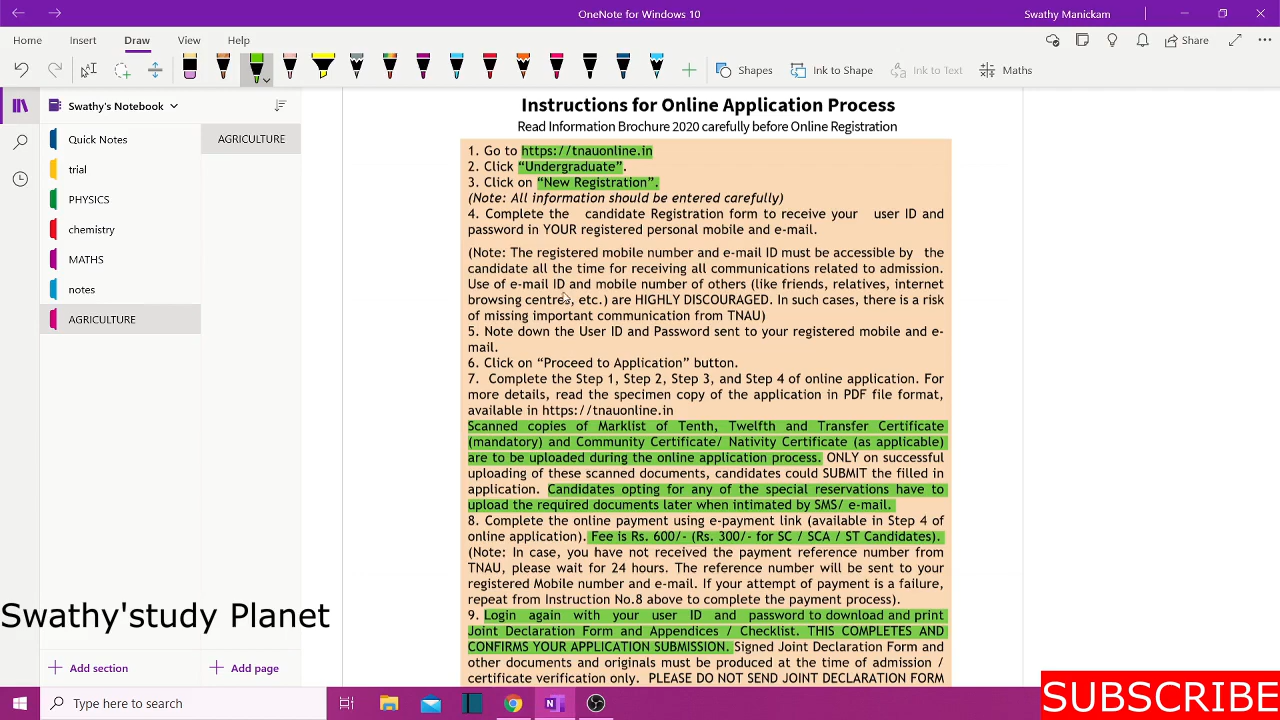 OneNote for Windows 10
Swathy Manickam
Home
Insert
Draw
View
Help
Share
Shapes
Ink to Shape
Ink to Text
Maths
Swathy's Notebook
Quick Notes
trial
PHYSICS
chemistry
MATHS
notes
AGRICULTURE
AGRICULTURE
Instructions for Online Application Process
Read Information Brochure 2020 carefully before Online Registration
1. Go to https://tnauonline.in
2. Click “Undergraduate”.
3. Click on “New Registration”.
(Note: All information should be entered carefully)
4. Complete the candidate Registration form to receive your user ID and
password in YOUR registered personal mobile and e-mail.
(Note: The registered mobile number and e-mail ID must be accessible by the
candidate all the time for receiving all communications related to admission.
Use of e-mail ID and mobile number of others (like friends, relatives, internet
browsing centres, etc.) are HIGHLY DISCOURAGED. In such cases, there is a risk
of missing important communication from TNAU)
5. Note down the User ID and Password sent to your registered mobile and e-
mail.
6. Click on “Proceed to Application” button.
7. Complete the Step 1, Step 2, Step 3, and Step 4 of online application. For
more details, read the specimen copy of the application in PDF file format,
available in https://tnauonline.in
Scanned copies of Marklist of Tenth, Twelfth and Transfer Certificate
(mandatory) and Community Certificate/ Nativity Certificate (as applicable)
are to be uploaded during the online application process. ONLY on successful
uploading of these scanned documents, candidates could SUBMIT the filled in
application. Candidates opting for any of the special reservations have to
upload the required documents later when intimated by SMS/ e-mail.
8. Complete the online payment using e-payment link (available in Step 4 of
online application). Fee is Rs. 600/- (Rs. 300/- for SC / SCA / ST Candidates).
(Note: In case, you have not received the payment reference number from
TNAU, please wait for 24 hours. The reference number will be sent to your
registered Mobile number and e-mail. If your attempt of payment is a failure,
repeat from Instruction No.8 above to complete the payment process).
9. Login again with your user ID and password to download and print
Joint Declaration Form and Appendices / Checklist. THIS COMPLETES AND
CONFIRMS YOUR APPLICATION SUBMISSION. Signed Joint Declaration Form and
other documents and originals must be produced at the time of admission /
certificate verification only. PLEASE DO NOT SEND JOINT DECLARATION FORM
Swathy'study Planet
Add section
Add page
Type here to search
SUBSCRIBE